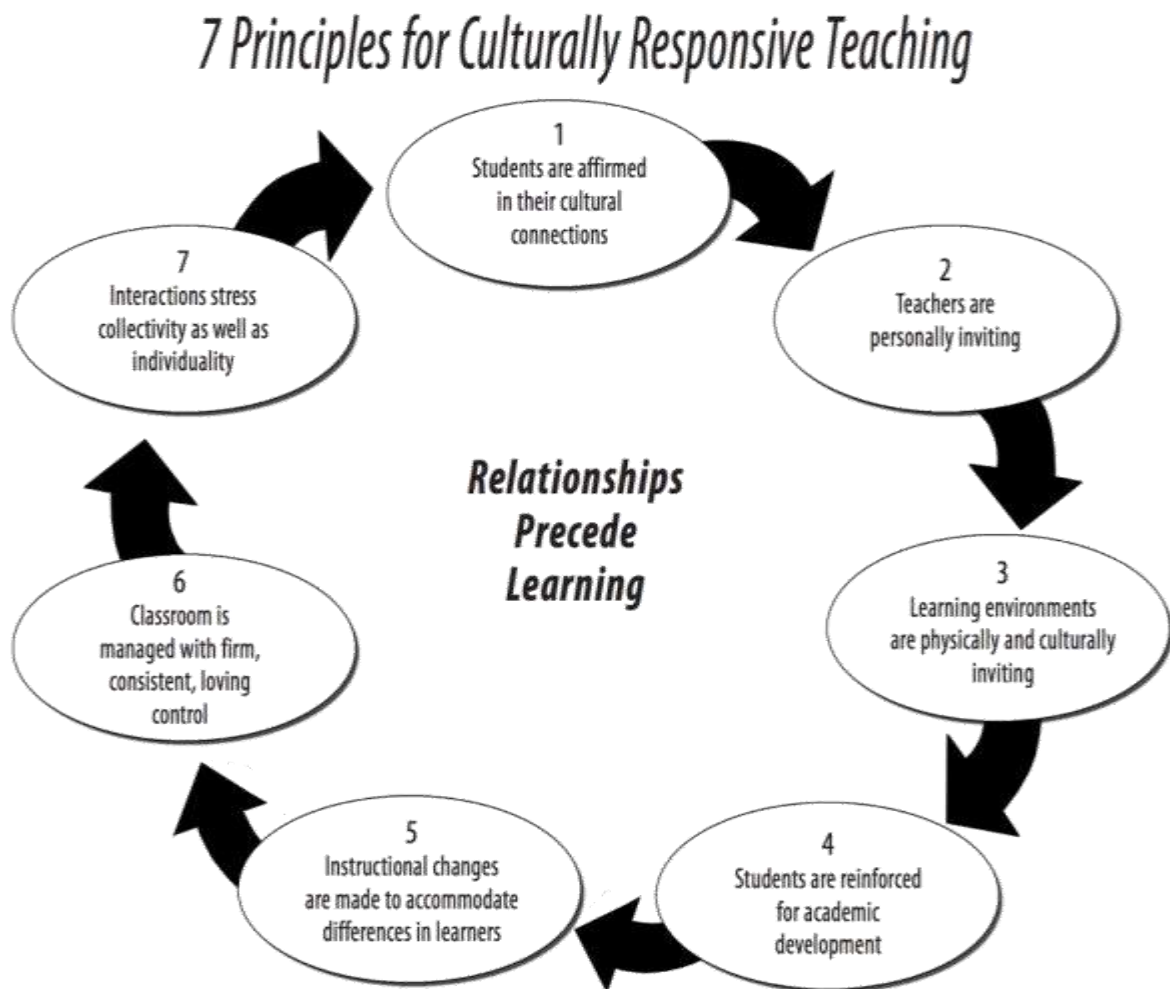 7 Principles for Culturally Responsive Teaching
1
Students are affirmed
in their cultural
connections
2
Teachers are
personally inviting
3
Learning environments
are physically and culturally
inviting
4
Students are reinforced
for academic
development
5
Instructional changes
are made to accommodate
differences in learners
6
Classroom is
managed with firm,
consistent, loving
control
7
Interactions stress
collectivity as well as
individuality
Relationships
Precede
Learning